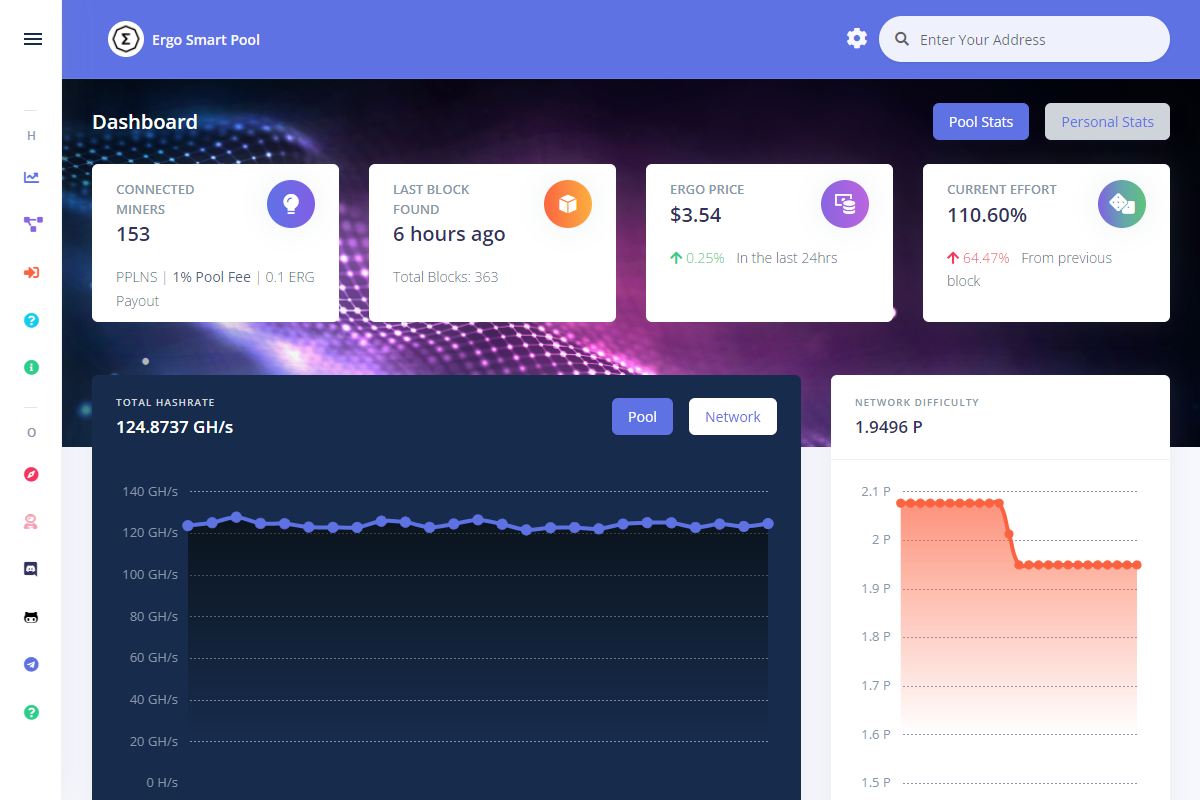 Ergo Smart Pool
Enter Your Address
H
O
Dashboard
Pool Stats
Personal Stats
CONNECTED
MINERS
153
PPLNS | 1% Pool Fee | 0.1 ERG
Payout
LAST BLOCK
FOUND
6 hours ago
Total Blocks: 363
ERGO PRICE
$3.54
0.25% In the last 24hrs
CURRENT EFFORT
110.60%
64.47% From previous
block
TOTAL HASHRATE
124.8737 GH/s
Pool
Network
140 GH/s
120 GH/s
100 GH/s
80 GH/s
60 GH/s
40 GH/s
20 GH/s
0 H/s
NETWORK DIFFICULTY
1.9496 P
2.1 P
2 P
1.9 P
1.8 P
1.7 P
1.6 P
1.5 P